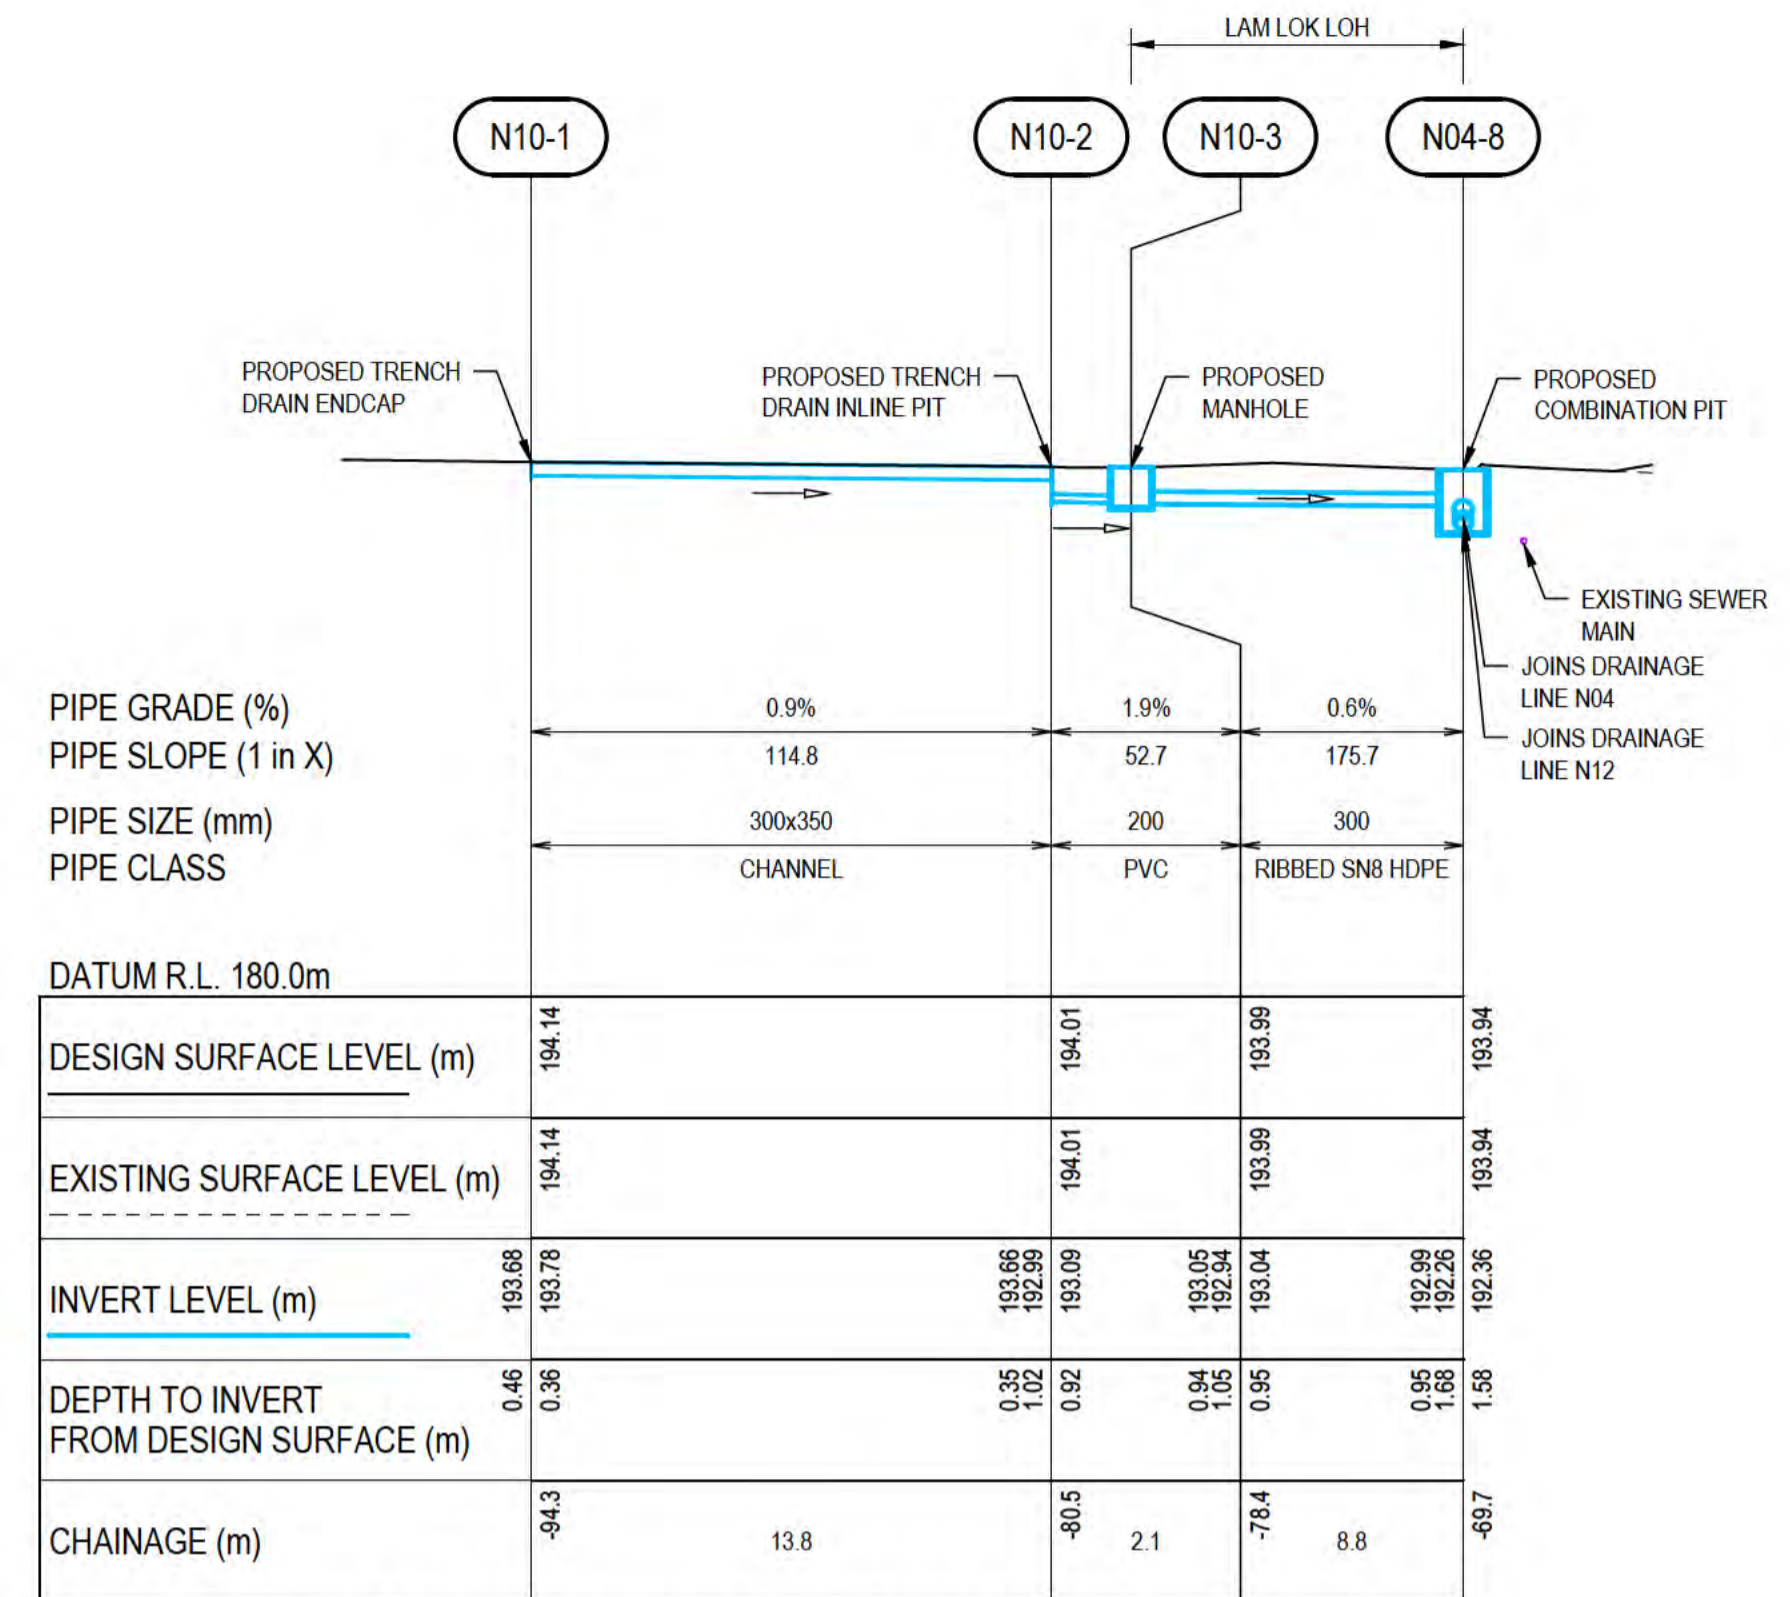 LAM LOK LOH
N10-1
N10-2
N10-3
N04-8
PROPOSED TRENCH
DRAIN ENDCAP
PROPOSED TRENCH
DRAIN INLINE PIT
PROPOSED
MANHOLE
PROPOSED
COMBINATION PIT
EXISTING SEWER
MAIN
JOINS DRAINAGE
LINE N04
JOINS DRAINAGE
LINE N12
PIPE GRADE (%) 0.9% 1.9% 0.6%
PIPE SLOPE (1 in X) 114.8 52.7 175.7
PIPE SIZE (mm) 300x350 200 300
PIPE CLASS CHANNEL PVC RIBBED SN8 HDPE
DATUM R.L. 180.0m
DESIGN SURFACE LEVEL (m) 194.14 194.01 193.99 193.94
EXISTING SURFACE LEVEL (m) 194.14 194.01 193.99 193.94
INVERT LEVEL (m) 193.68 193.78 193.66 192.99 193.09 193.05 192.94 193.04 192.99 192.26 192.36
DEPTH TO INVERT
FROM DESIGN SURFACE (m) 0.46 0.36 0.35 1.02 0.92 0.94 1.05 0.95 0.95 1.68 1.58
CHAINAGE (m) -94.3 13.8 -80.5 2.1 -78.4 8.8 -69.7